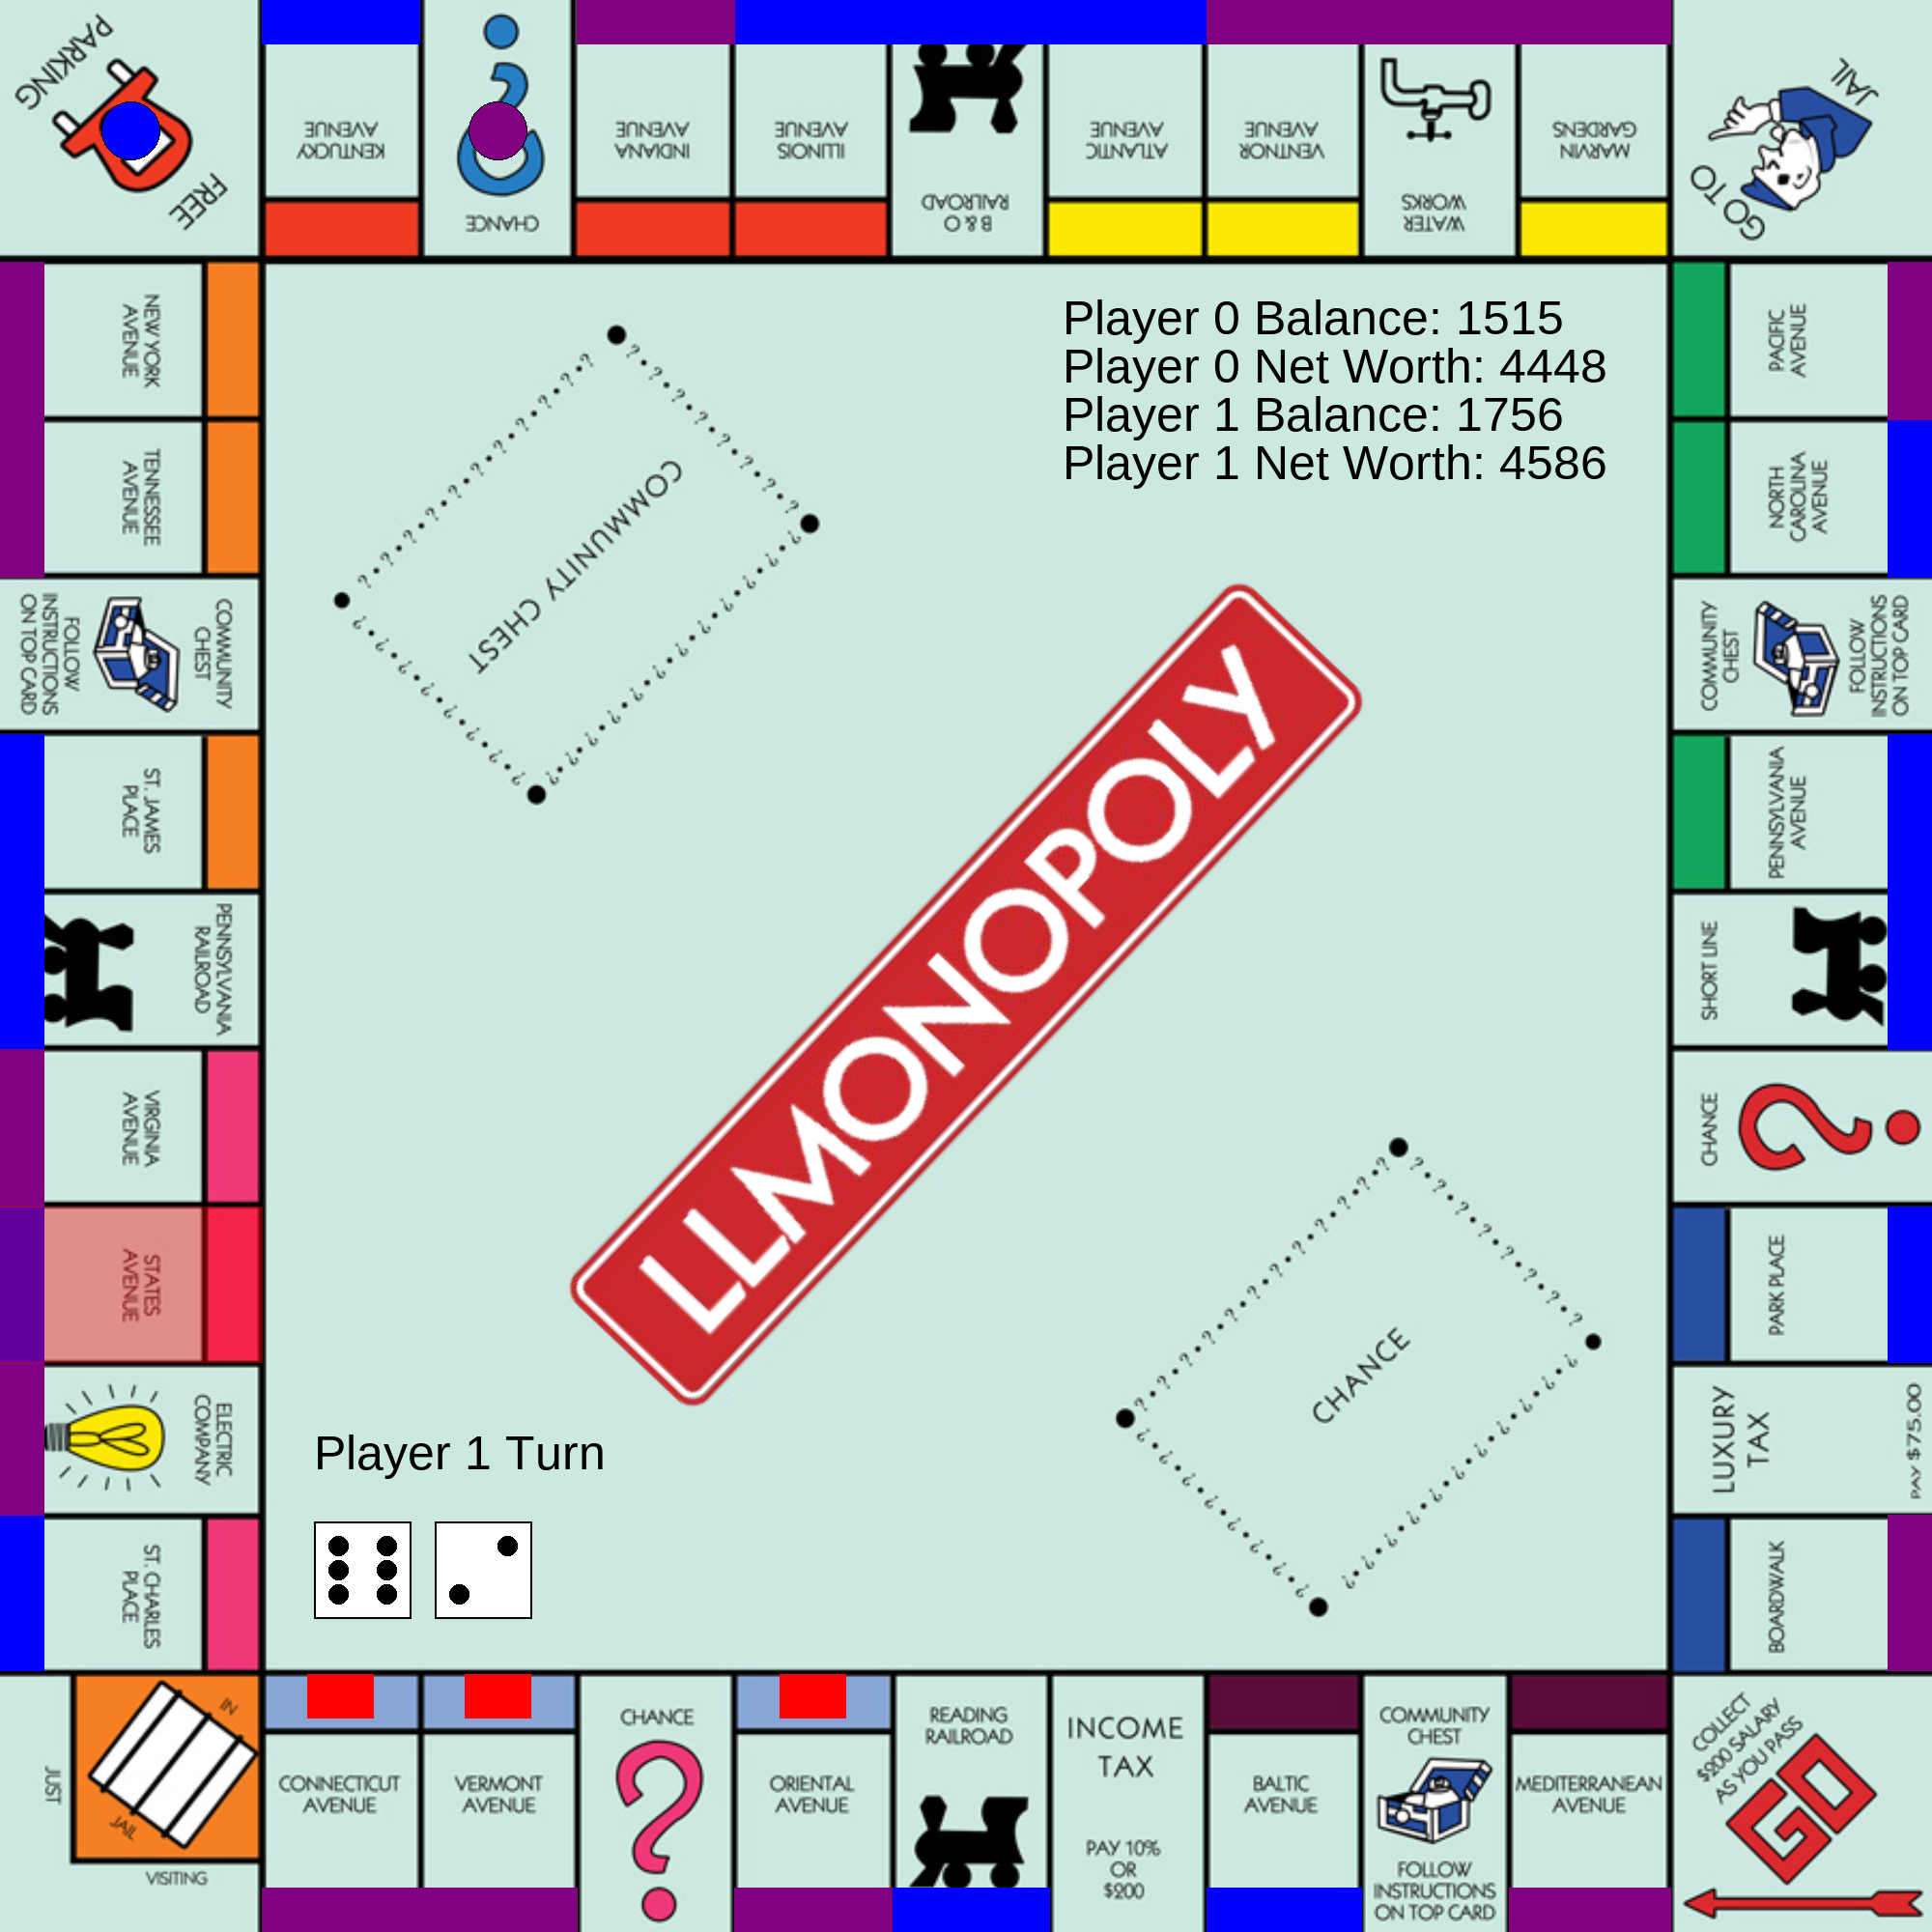 PARKING
FREE
KENTUCKY
AVENUE
CHANCE
INDIANA
AVENUE
ILLINOIS
AVENUE
B & O
RAILROAD
ATLANTIC
AVENUE
VENTNOR
AVENUE
WATER
WORKS
MARVIN
GARDENS
GO TO
JAIL
NEW YORK
AVENUE
TENNESSEE
AVENUE
COMMUNITY
CHEST
FOLLOW
INSTRUCTIONS
ON TOP CARD
ST. JAMES
PLACE
PENNSYLVANIA
RAILROAD
VIRGINIA
AVENUE
STATES
AVENUE
ELECTRIC
COMPANY
ST. CHARLES
PLACE
Player 0 Balance: 1515
Player 0 Net Worth: 4448
Player 1 Balance: 1756
Player 1 Net Worth: 4586
COMMUNITY CHEST
LLMONOPOLY
CHANCE
Player 1 Turn
PACIFIC
AVENUE
NORTH
CAROLINA
AVENUE
COMMUNITY
CHEST
FOLLOW
INSTRUCTIONS
ON TOP CARD
PENNSYLVANIA
AVENUE
SHORT LINE
CHANCE
PARK PLACE
LUXURY
TAX
PAY $75.00
BOARDWALK
JUST
VISITING
IN
JAIL
CONNECTICUT
AVENUE
VERMONT
AVENUE
CHANCE
ORIENTAL
AVENUE
READING
RAILROAD
INCOME
TAX
PAY 10%
OR
$200
BALTIC
AVENUE
COMMUNITY
CHEST
FOLLOW
INSTRUCTIONS
ON TOP CARD
MEDITERRANEAN
AVENUE
COLLECT
$200 SALARY
AS YOU PASS
GO